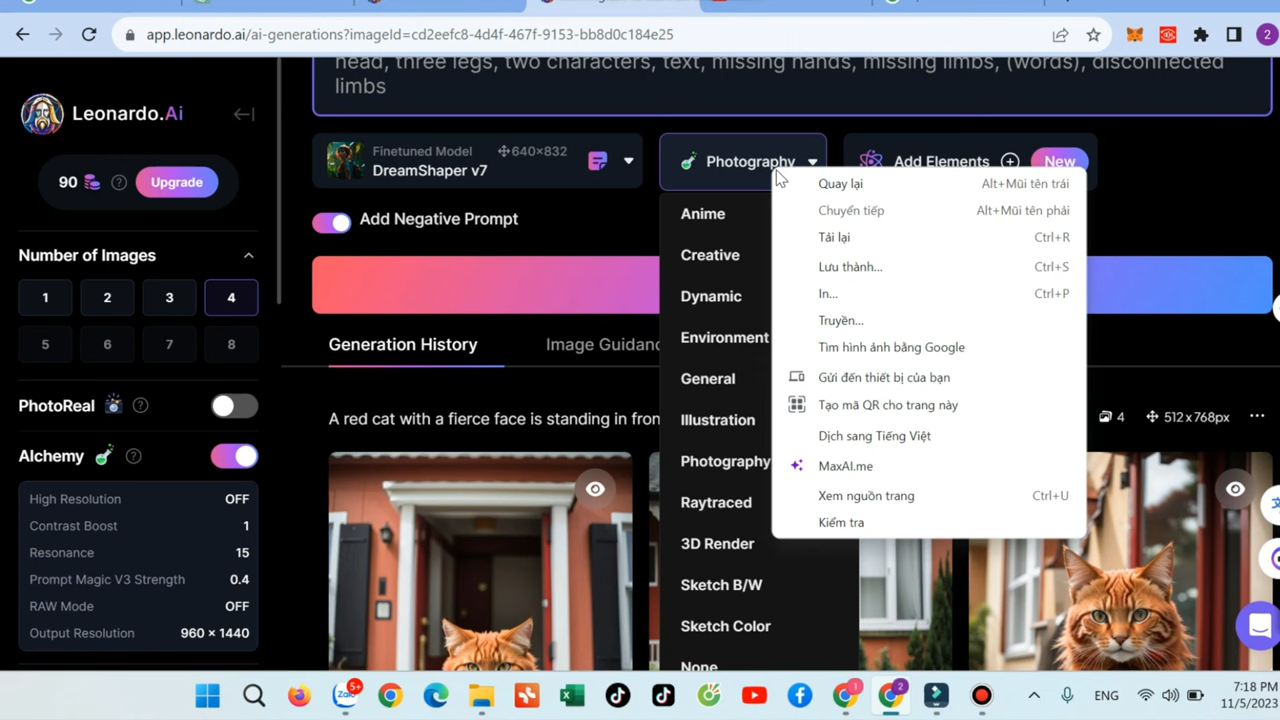 app.leonardo.ai/ai-generations?imageId=cd2eefc8-4d4f-467f-9153-bb8d0c184e25
2
head, three legs, two characters, text, missing hands, missing limbs, (words), disconnected
limbs
Leonardo.Ai
90
Upgrade
Number of Images
1 2 3 4
5 6 7 8
PhotoReal
Alchemy
High Resolution OFF
Contrast Boost 1
Resonance 15
Prompt Magic V3 Strength 0.4
RAW Mode OFF
Output Resolution 960 × 1440
Finetuned Model 640×832
DreamShaper v7
Photography
Add Elements New
Add Negative Prompt
Generation History Image Guidanc
A red cat with a fierce face is standing in fron
4 512x768px
Anime
Creative
Dynamic
Environment
General
Illustration
Photography
Raytraced
3D Render
Sketch B/W
Sketch Color
None
Quay lại Alt+Mũi tên trái
Chuyển tiếp Alt+Mũi tên phải
Tải lại Ctrl+R
Lưu thành... Ctrl+S
In... Ctrl+P
Truyền...
Tìm hình ảnh bằng Google
Gửi đến thiết bị của bạn
Tạo mã QR cho trang này
Dịch sang Tiếng Việt
MaxAI.me
Xem nguồn trang Ctrl+U
Kiểm tra
Zalo 5+
1
2
ENG
7:18 PM
11/5/2023